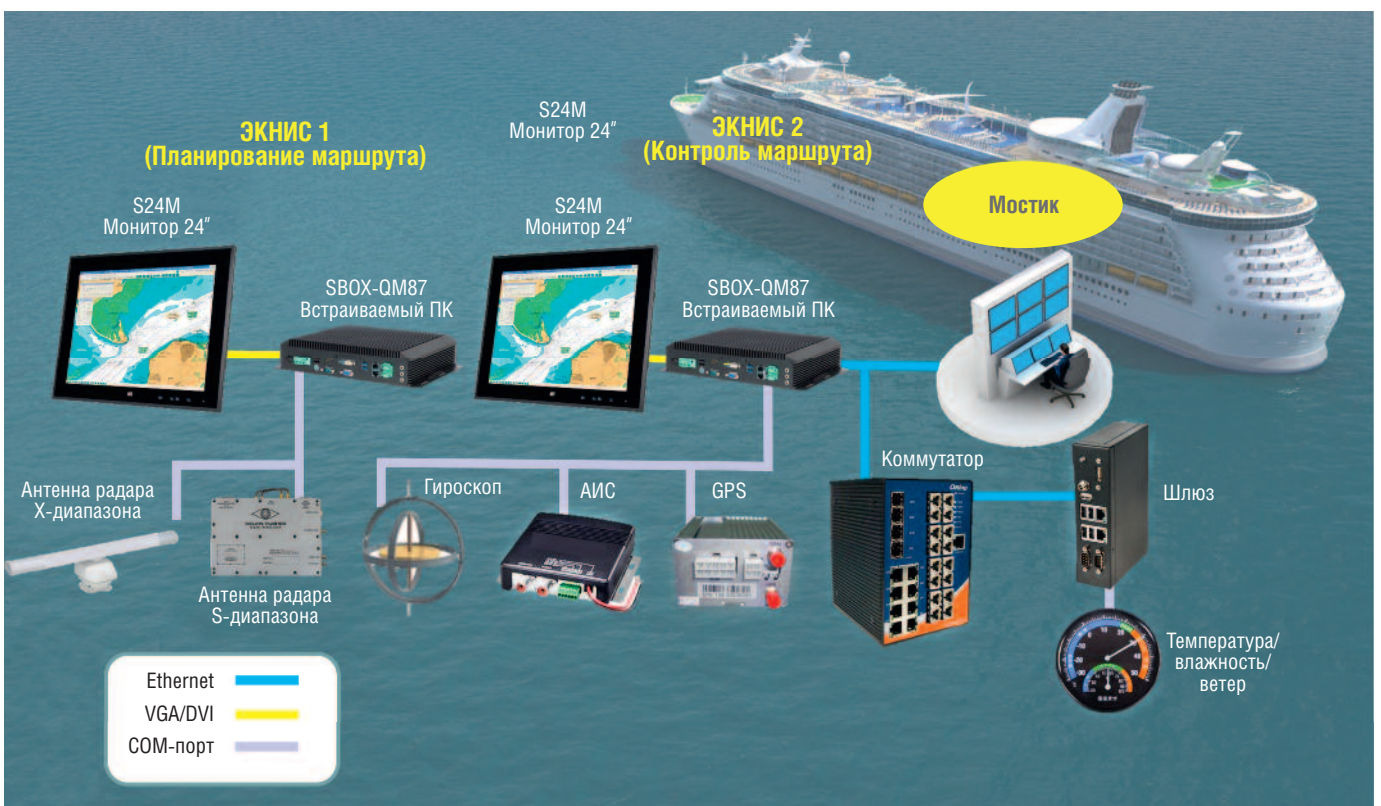 S24M
Монитор 24″
ЭКНИС 1
(Планирование маршрута)
ЭКНИС 2
(Контроль маршрута)
Мостик
S24M
Монитор 24″
S24M
Монитор 24″
SBOX-QM87
Встраиваемый ПК
SBOX-QM87
Встраиваемый ПК
Антенна радара
X-диапазона
Гироскоп
АИС
GPS
Коммутатор
Шлюз
Антенна радара
S-диапазона
Температура/
влажность/
ветер
Ethernet
VGA/DVI
COM-порт